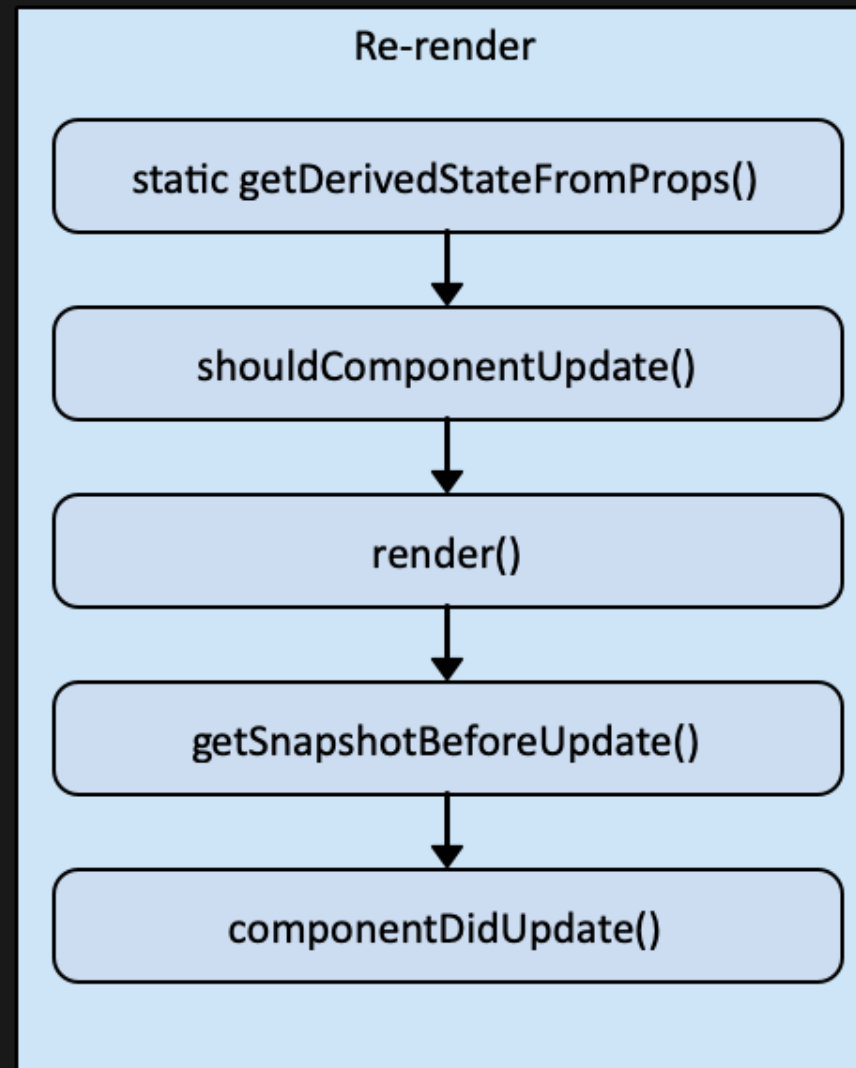 Re-render
static getDerivedStateFromProps()
shouldComponentUpdate()
render()
getSnapshotBeforeUpdate()
componentDidUpdate()